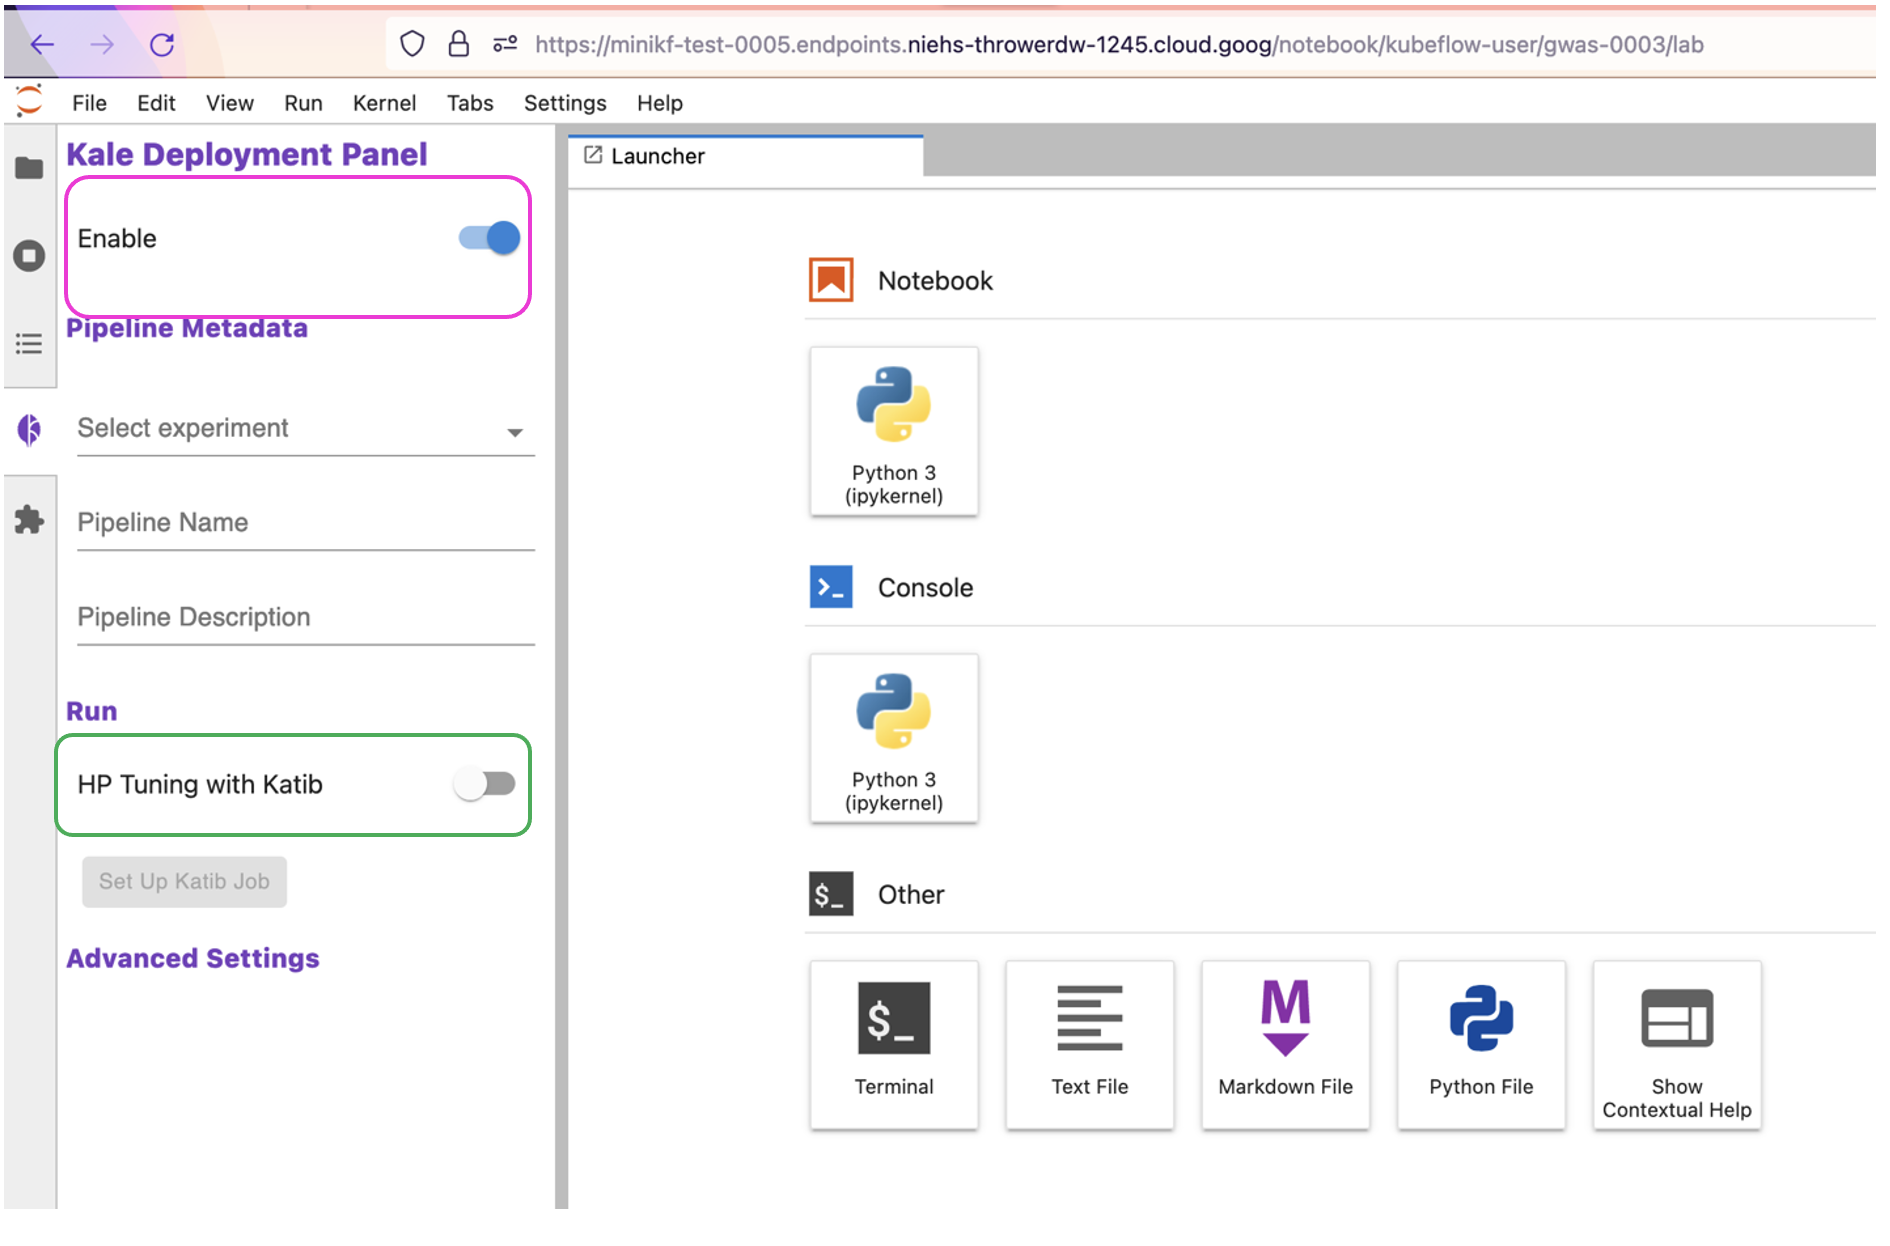 https://minikf-test-0005.endpoints.niehs-throwerdw-1245.cloud.goog/notebook/kubeflow-user/gwas-0003/lab
File Edit View Run Kernel Tabs Settings Help
Kale Deployment Panel
Enable
Pipeline Metadata
Select experiment
Pipeline Name
Pipeline Description
Run
HP Tuning with Katib
Set Up Katib Job
Advanced Settings
Launcher
Notebook
Python 3
(ipykernel)
Console
Python 3
(ipykernel)
$_ Other
$_
Terminal
Text File
M
Markdown File
Python File
Show
Contextual Help